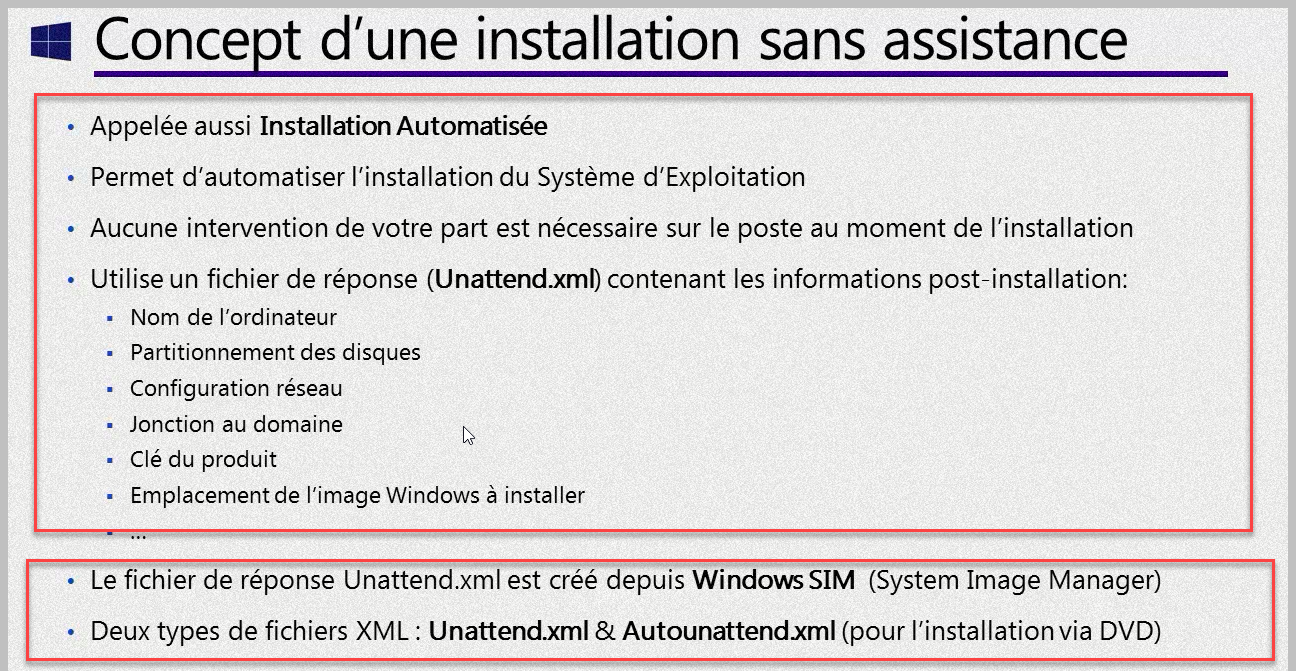 Concept d’une installation sans assistance
• Appelée aussi Installation Automatisée
• Permet d’automatiser l’installation du Système d’Exploitation
• Aucune intervention de votre part est nécessaire sur le poste au moment de l’installation
• Utilise un fichier de réponse (Unattend.xml) contenant les informations post-installation:
▪ Nom de l’ordinateur
▪ Partitionnement des disques
▪ Configuration réseau
▪ Jonction au domaine
▪ Clé du produit
▪ Emplacement de l’image Windows à installer
▪ ...
• Le fichier de réponse Unattend.xml est créé depuis Windows SIM (System Image Manager)
• Deux types de fichiers XML : Unattend.xml & Autounattend.xml (pour l’installation via DVD)